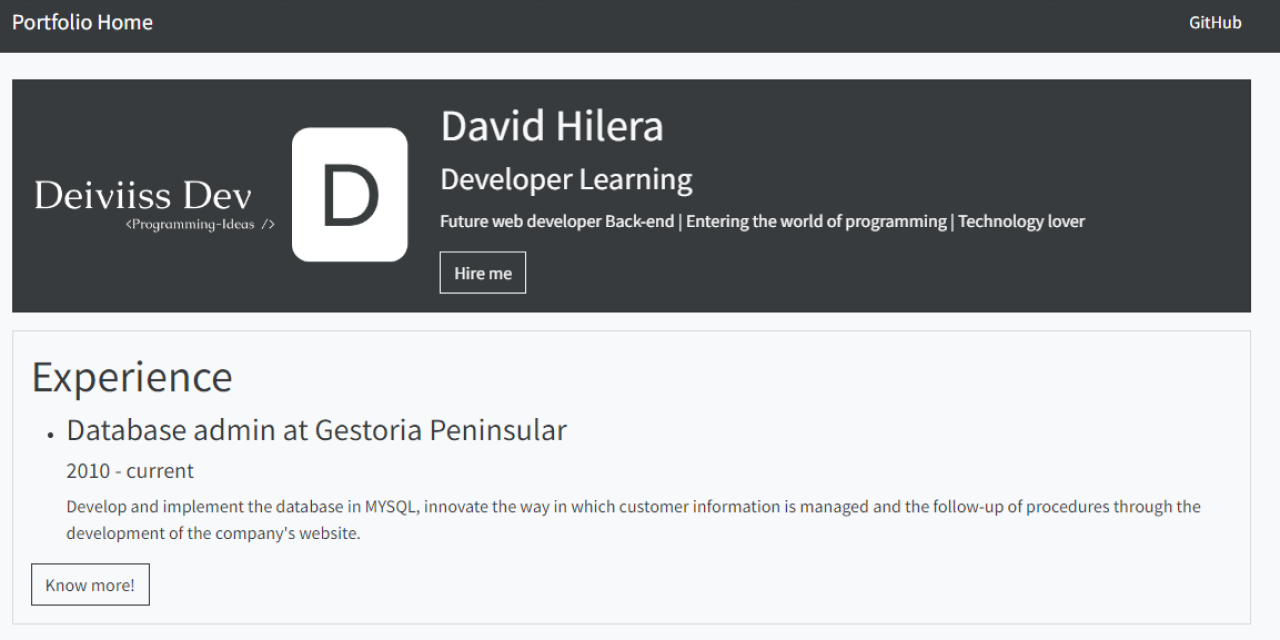 Portfolio Home
GitHub
Deiviiss Dev
<Programming-Ideas />
D
David Hilera
Developer Learning
Future web developer Back-end | Entering the world of programming | Technology lover
Hire me
Experience
• Database admin at Gestoria Peninsular
2010 - current
Develop and implement the database in MYSQL, innovate the way in which customer information is managed and the follow-up of procedures through the
development of the company's website.
Know more!